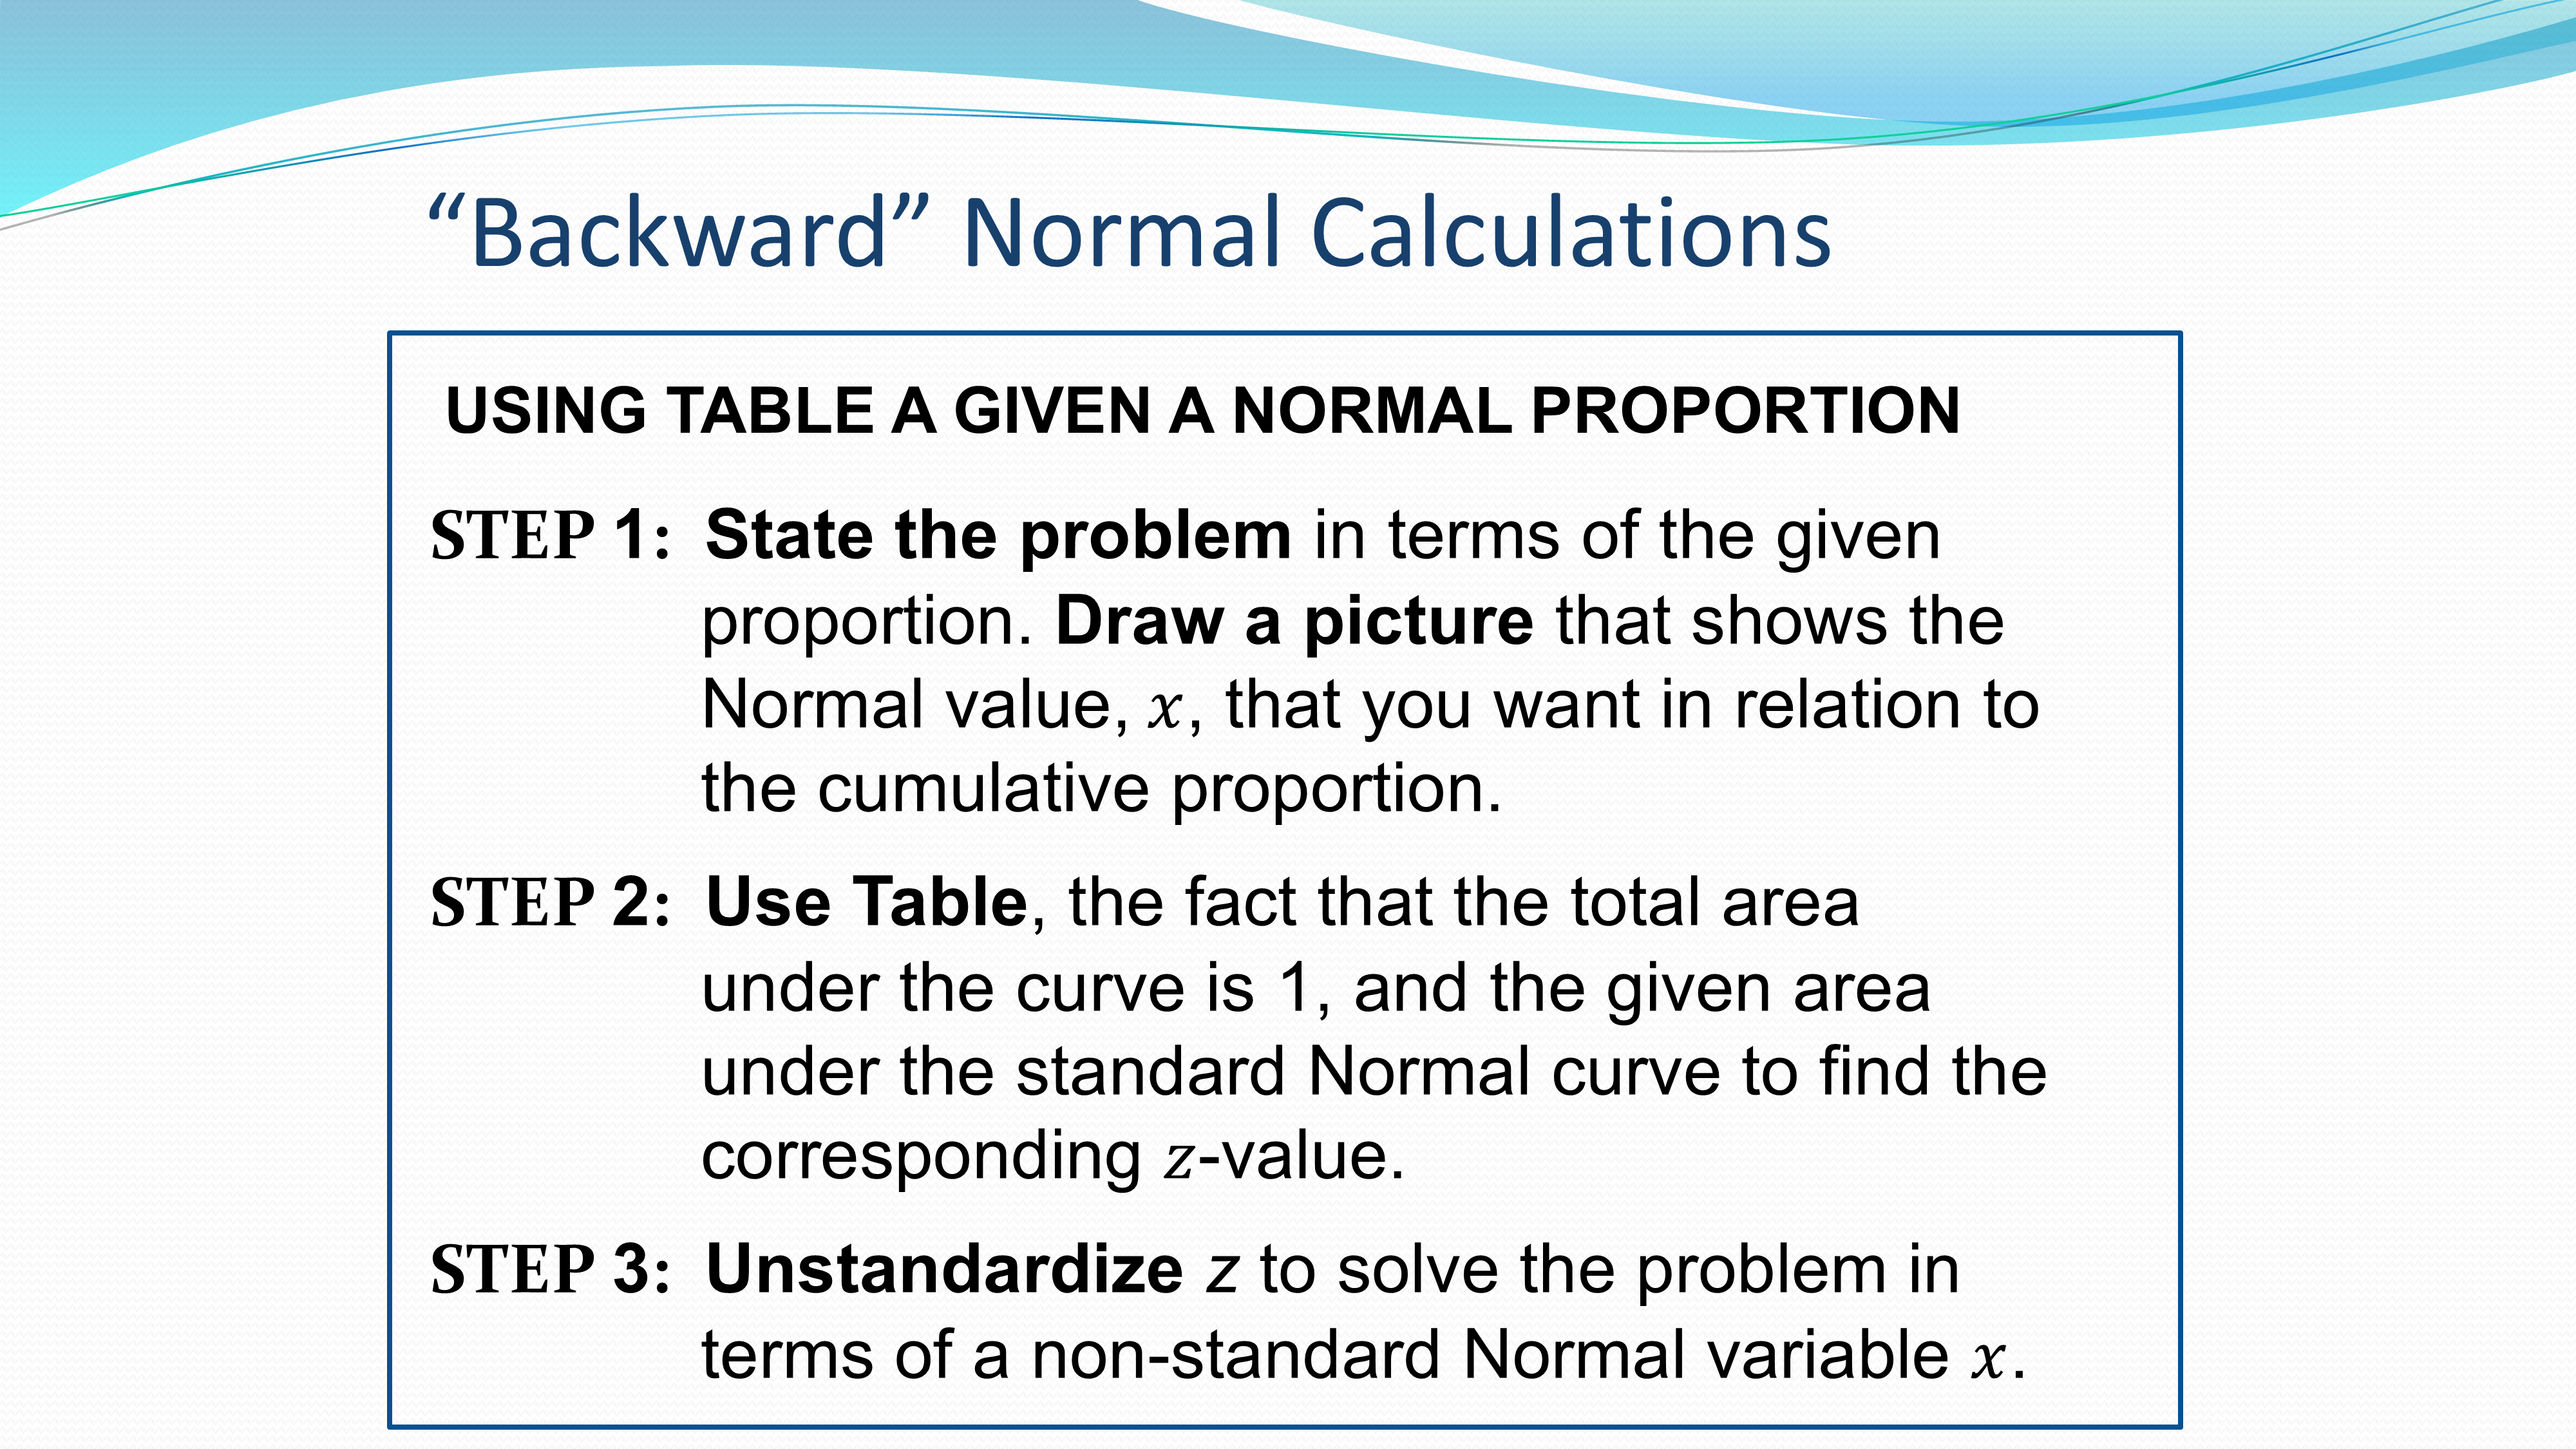 “Backward” Normal Calculations
USING TABLE A GIVEN A NORMAL PROPORTION
STEP 1: State the problem in terms of the given
proportion. Draw a picture that shows the
Normal value, x, that you want in relation to
the cumulative proportion.
STEP 2: Use Table, the fact that the total area
under the curve is 1, and the given area
under the standard Normal curve to find the
corresponding z-value.
STEP 3: Unstandardize z to solve the problem in
terms of a non-standard Normal variable x.